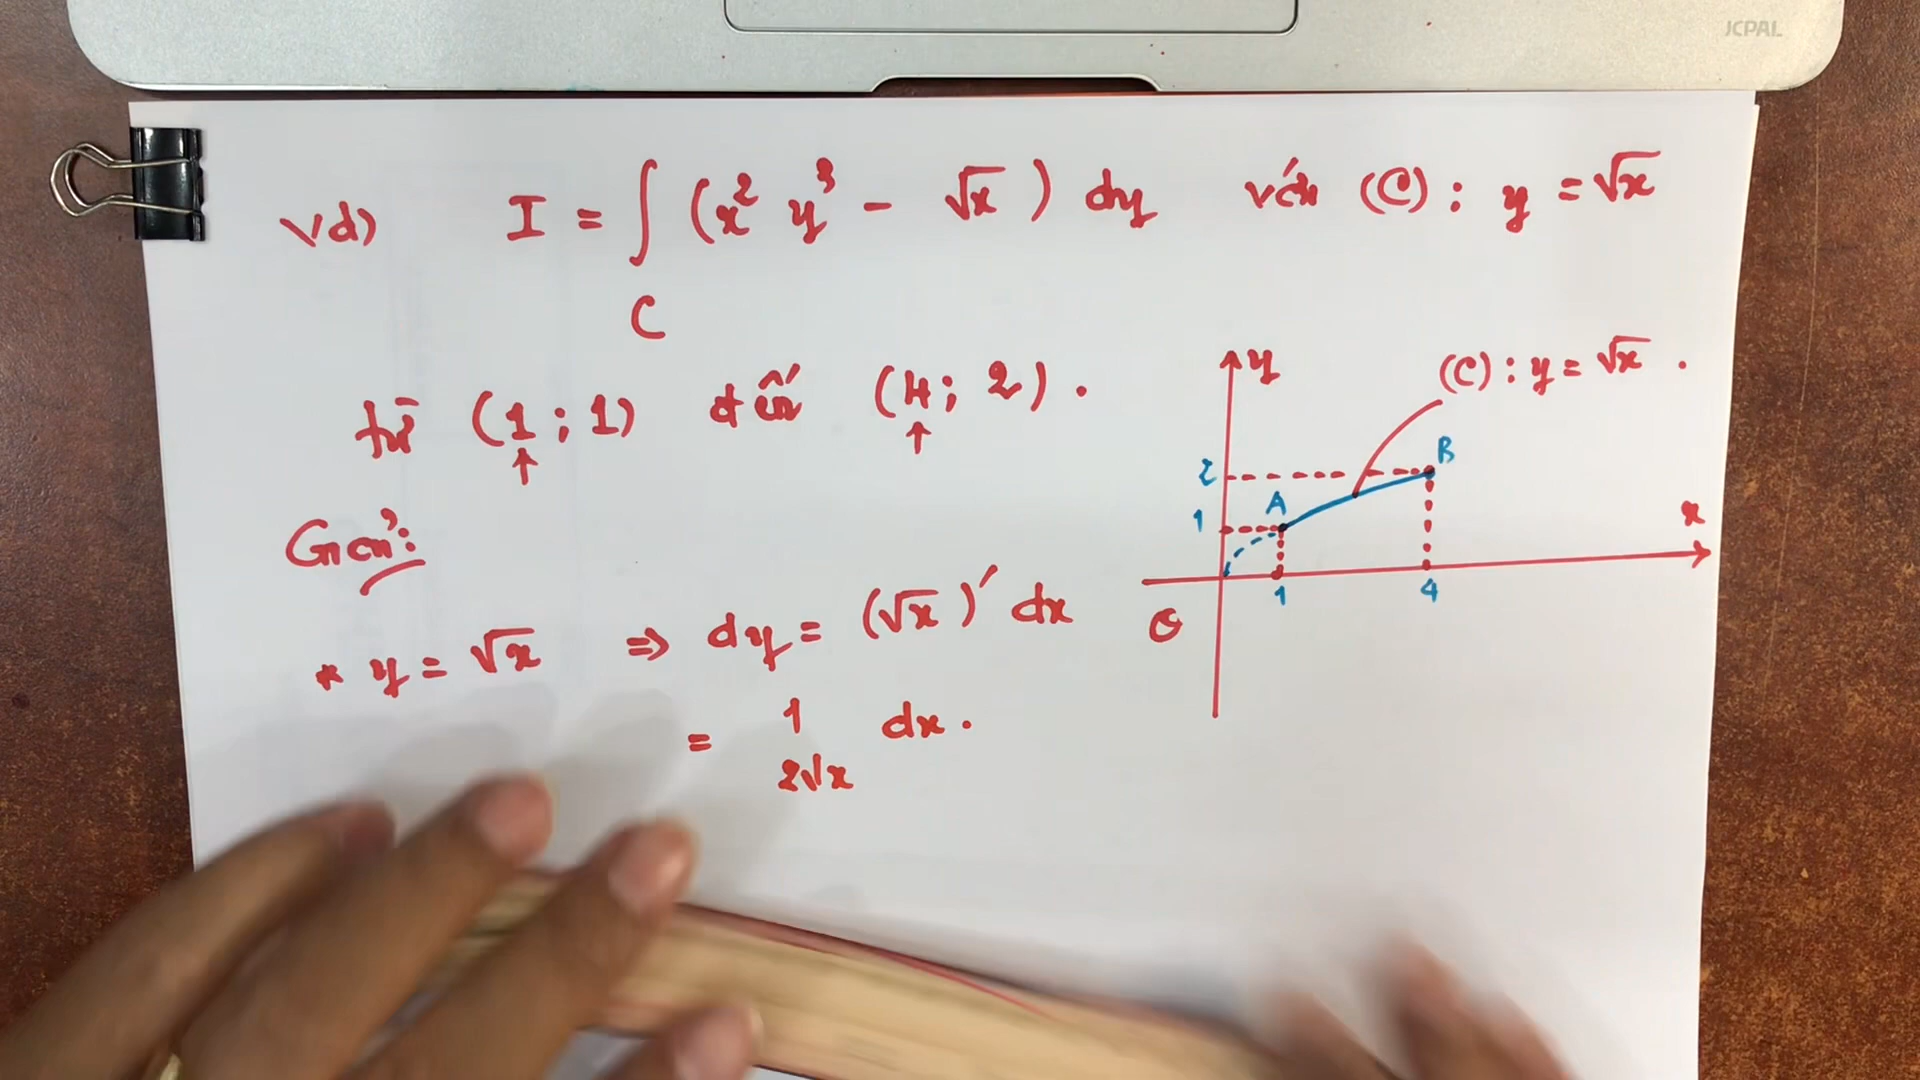 JCPAL
vd) I = ∫ (x² y³ - √x) dy với (C): y = √x
C
từ (1; 1) đến (4; 2).
↑ ↑
Giải:
* y = √x ⇒ dy = (√x)′ dx
= 1 dx.
2√x
y
(C): y = √x.
2 B
1 A
x
O 1 4